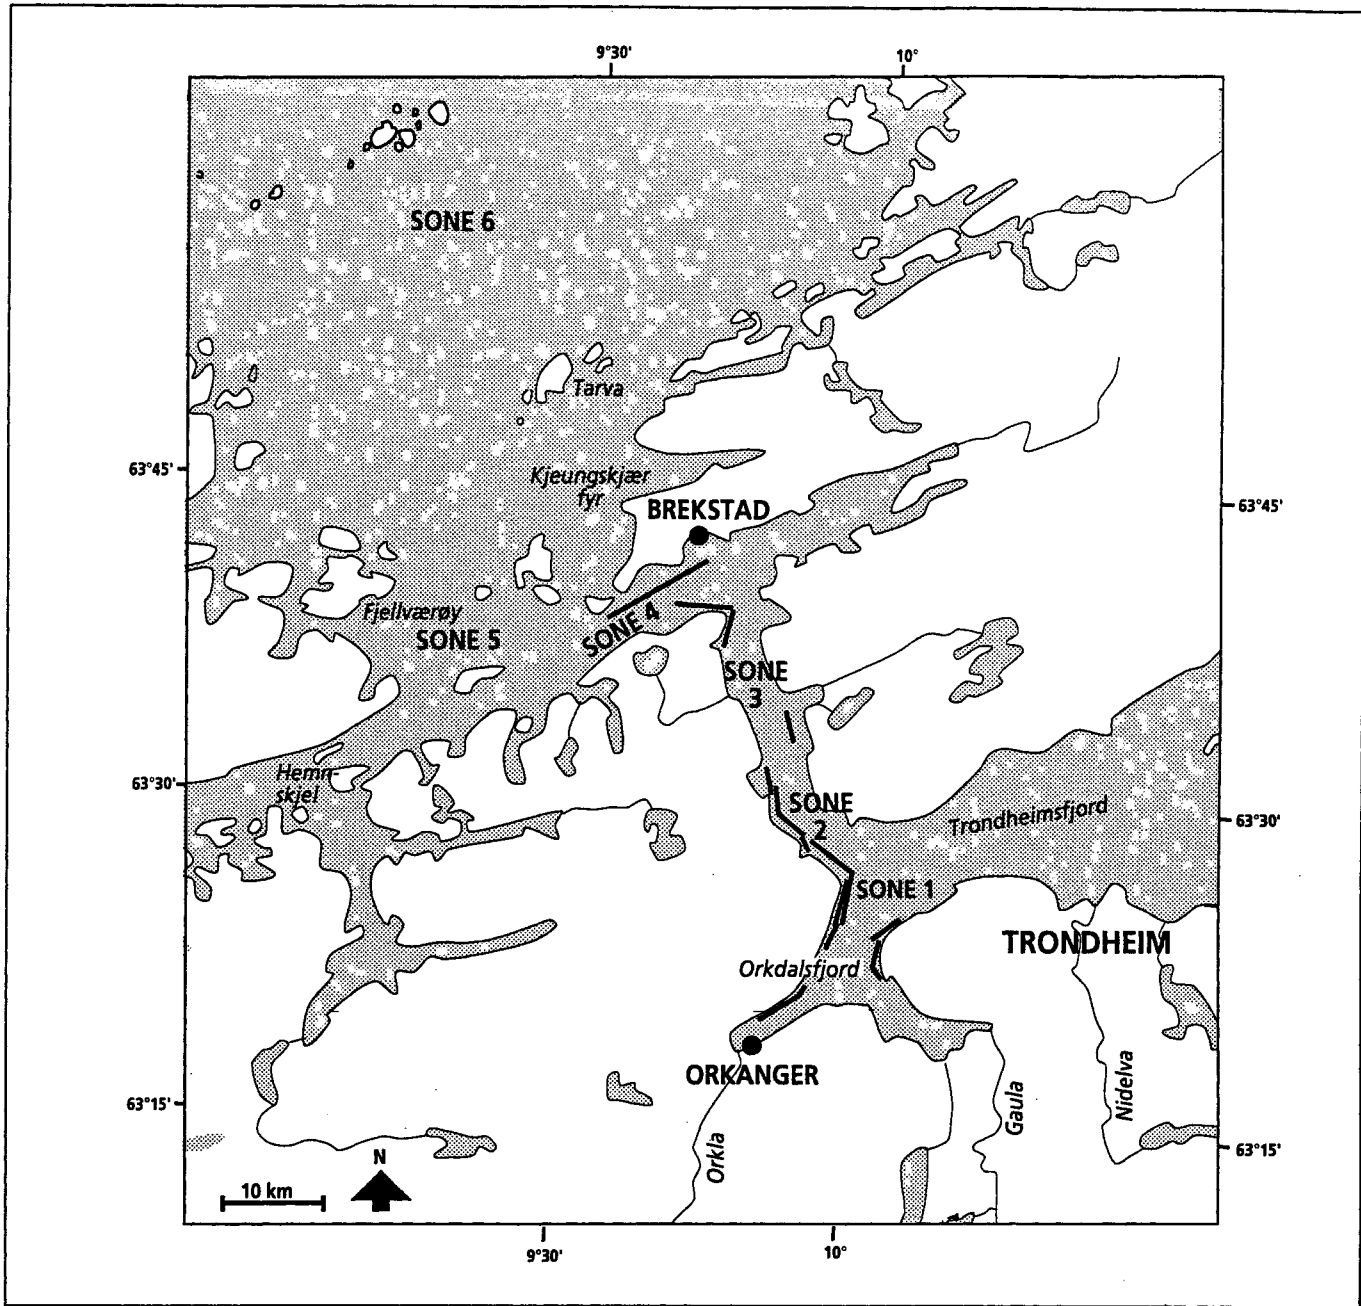 9°30'
10°
SONE 6
Tarva
63°45'
Kjeungskjær
fyr
BREKSTAD
63°45'
Fjellværøy
SONE 5
SONE 4
SONE
3
Hemn-
skjel
63°30'
SONE
2
Trondheimsfjord
63°30'
SONE 1
TRONDHEIM
Orkdalsfjord
ORKANGER
63°15'
Orkla
Gaula
Nidelva
63°15'
N
10 km
9°30'
10°